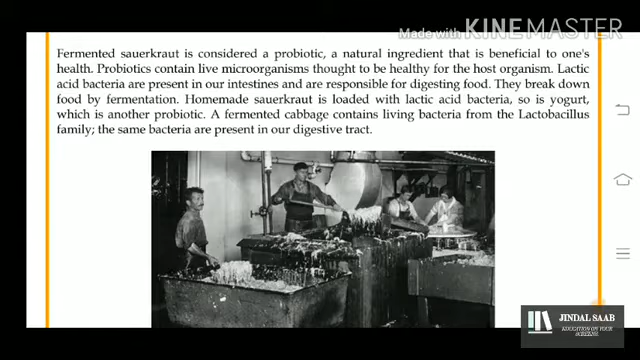 Made with KINEMASTER
Fermented sauerkraut is considered a probiotic, a natural ingredient that is beneficial to one's
health. Probiotics contain live microorganisms thought to be healthy for the host organism. Lactic
acid bacteria are present in our intestines and are responsible for digesting food. They break down
food by fermentation. Homemade sauerkraut is loaded with lactic acid bacteria, so is yogurt,
which is another probiotic. A fermented cabbage contains living bacteria from the Lactobacillus
family; the same bacteria are present in our digestive tract.
JINDAL SAAB
EDUCATION ON YOUR
SCREENS